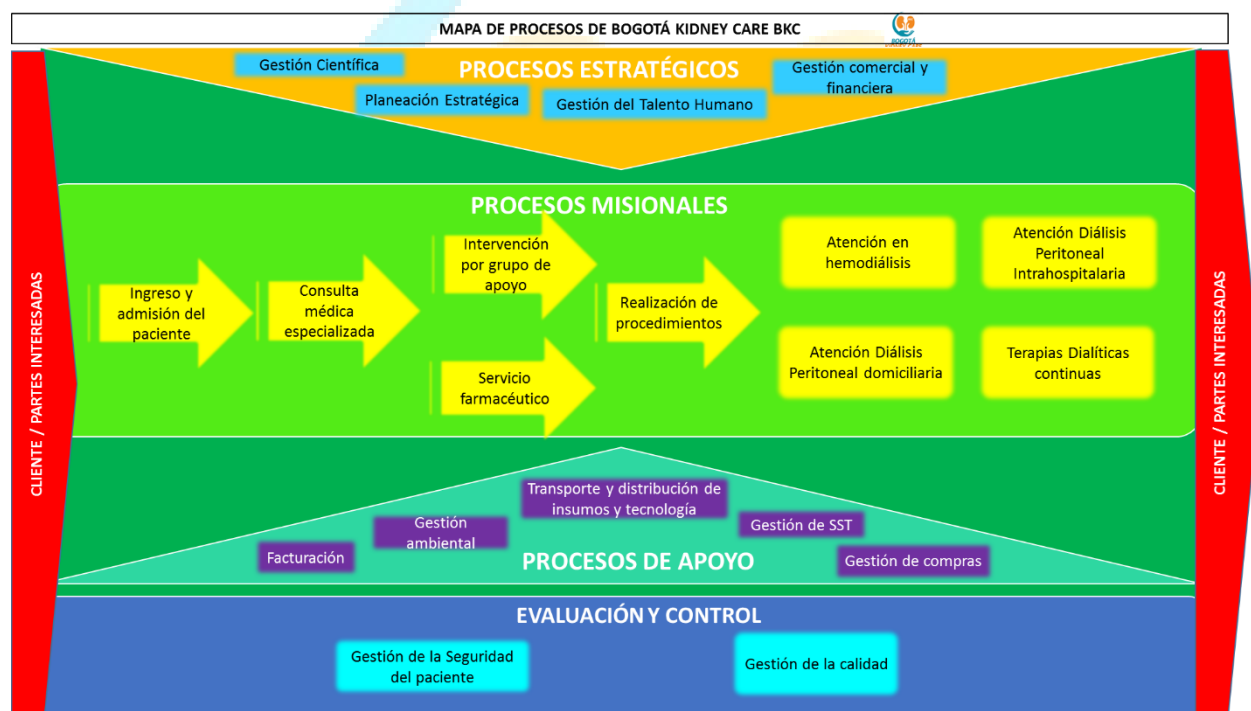 MAPA DE PROCESOS DE BOGOTÁ KIDNEY CARE BKC
BOGOTÁ
KIDNEY CARE
PROCESOS ESTRATÉGICOS
Gestión Científica
Planeación Estratégica
Gestión del Talento Humano
Gestión comercial y
financiera
CLIENTE / PARTES INTERESADAS
PROCESOS MISIONALES
Ingreso y
admisión del
paciente
Consulta
médica
especializada
Intervención
por grupo de
apoyo
Servicio
farmacéutico
Realización de
procedimientos
Atención en
hemodiálisis
Atención Diálisis
Peritoneal
Intrahospitalaria
Atención Diálisis
Peritoneal domiciliaria
Terapias Dialíticas
continuas
CLIENTE / PARTES INTERESADAS
Transporte y distribución de
insumos y tecnología
Gestión
ambiental
Gestión de SST
Facturación
PROCESOS DE APOYO
Gestión de compras
EVALUACIÓN Y CONTROL
Gestión de la Seguridad
del paciente
Gestión de la calidad